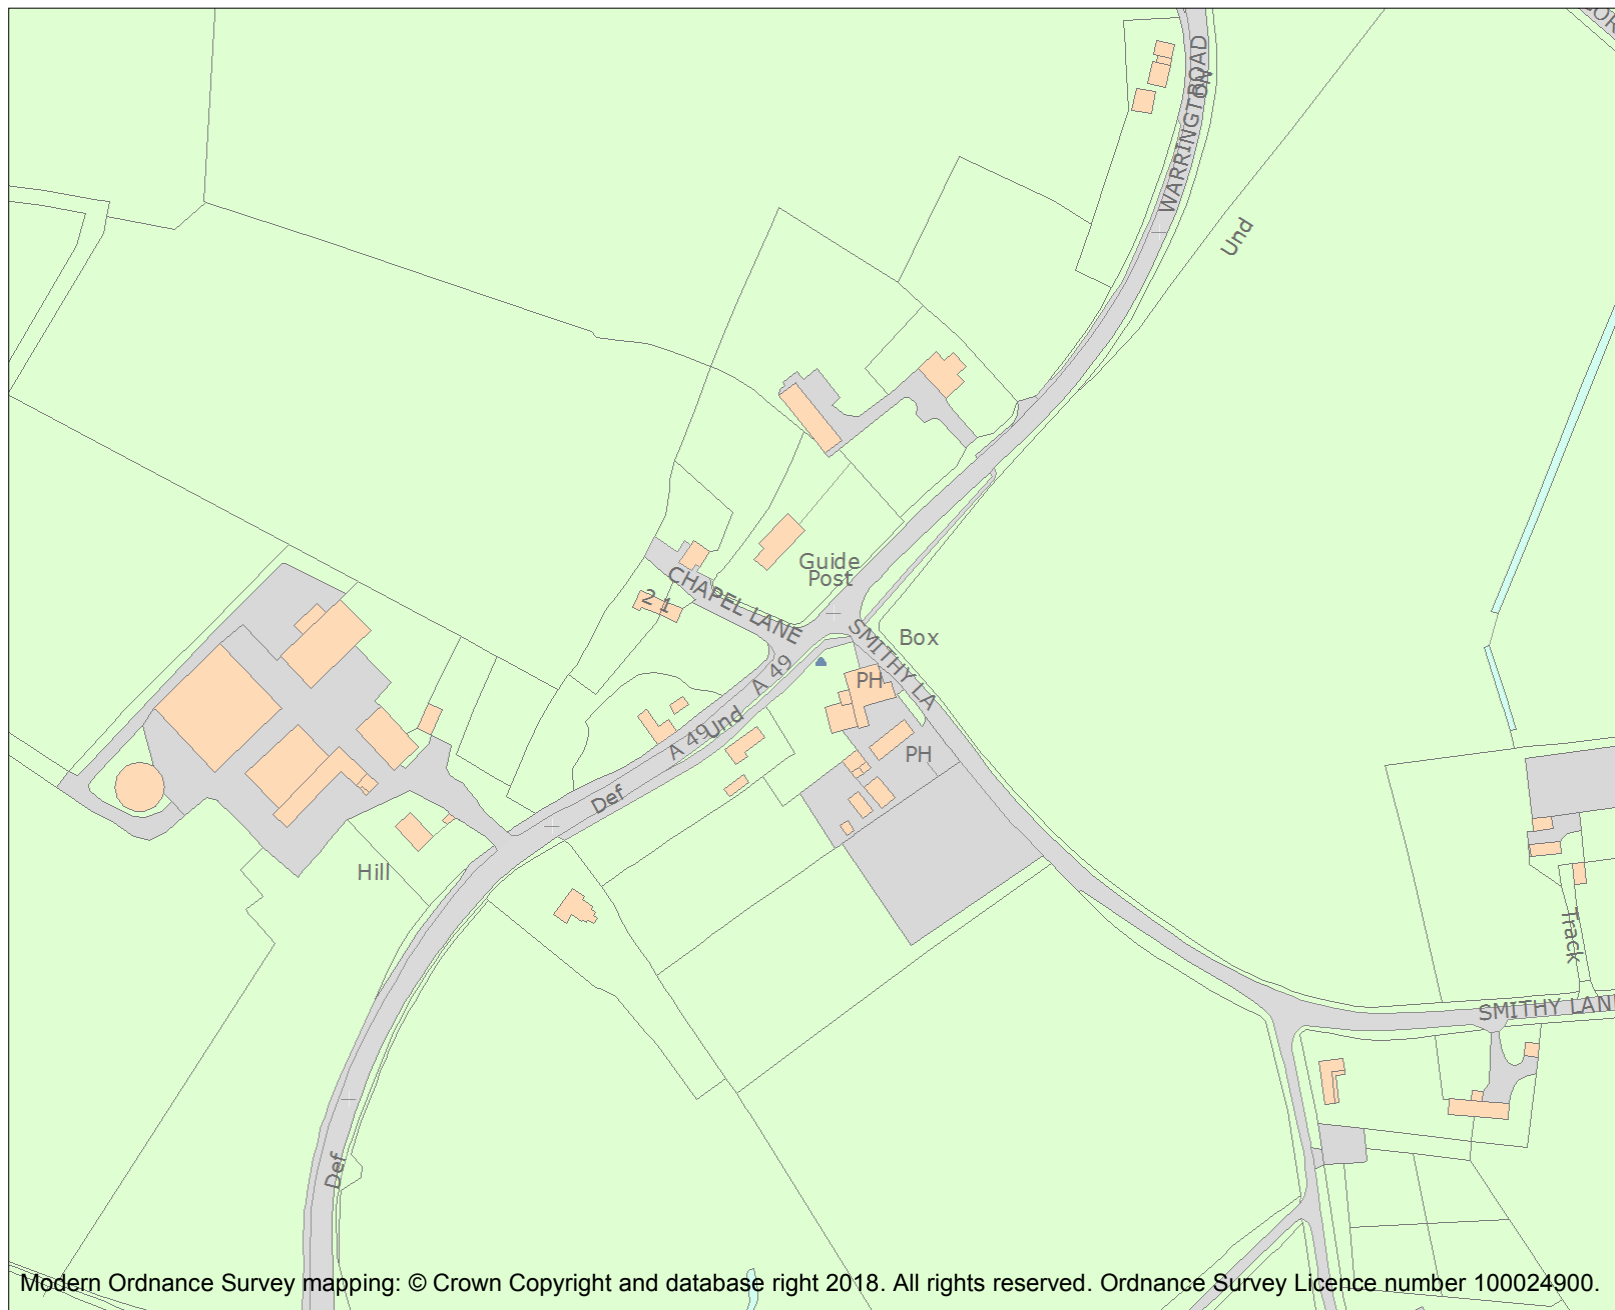 WARRINGTON
ROAD
Und
Guide
Post
CHAPEL LANE
2 1
Box
SMITHY LA
A 49
PH
Und
A 49
PH
Def
Hill
Track
SMITHY LAN
Def
Modern Ordnance Survey mapping: © Crown Copyright and database right 2018. All rights reserved. Ordnance Survey Licence number 100024900.